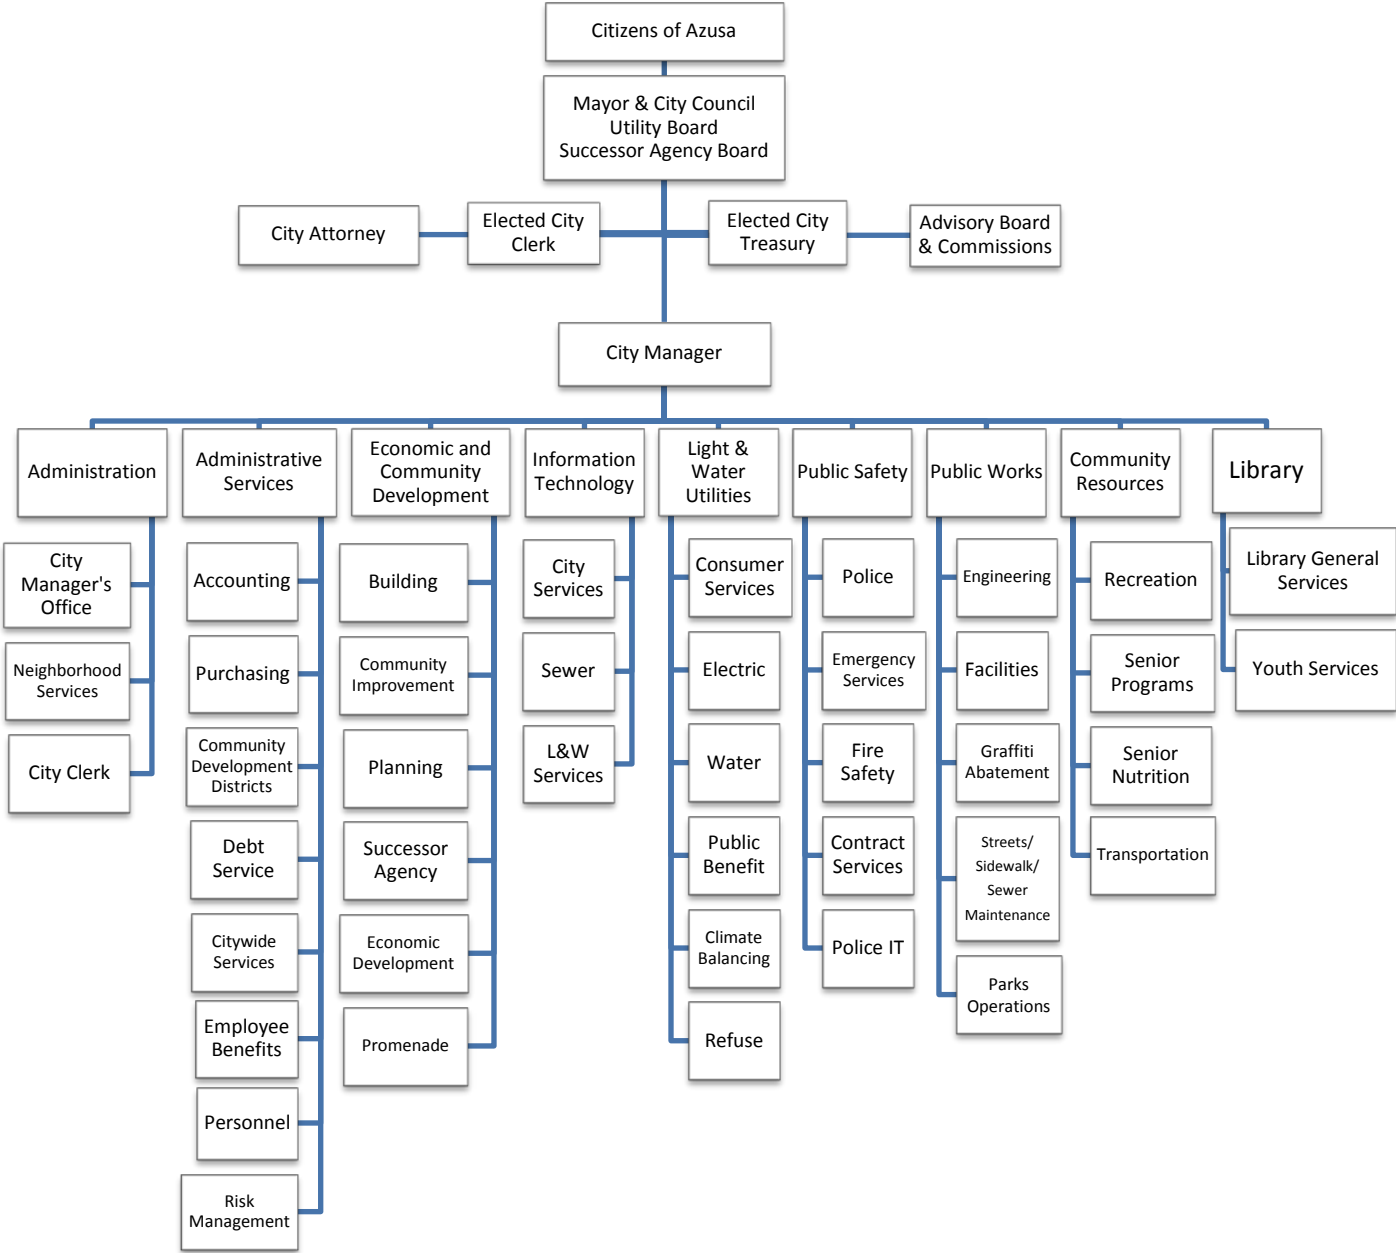 Citizens of Azusa
Mayor & City Council
Utility Board
Successor Agency Board
City Attorney
Elected City
Clerk
Elected City
Treasury
Advisory Board
& Commissions
City Manager
Administration
City
Manager's
Office
Neighborhood
Services
City Clerk
Administrative
Services
Accounting
Purchasing
Community
Development
Districts
Debt
Service
Citywide
Services
Employee
Benefits
Personnel
Risk
Management
Economic and
Community
Development
Building
Community
Improvement
Planning
Successor
Agency
Economic
Development
Promenade
Information
Technology
City
Services
Sewer
L&W
Services
Light &
Water
Utilities
Consumer
Services
Electric
Water
Public
Benefit
Climate
Balancing
Refuse
Public Safety
Police
Emergency
Services
Fire
Safety
Contract
Services
Police IT
Public Works
Engineering
Facilities
Graffiti
Abatement
Streets/
Sidewalk/
Sewer
Maintenance
Parks
Operations
Community
Resources
Recreation
Senior
Programs
Senior
Nutrition
Transportation
Library
Library General
Services
Youth Services